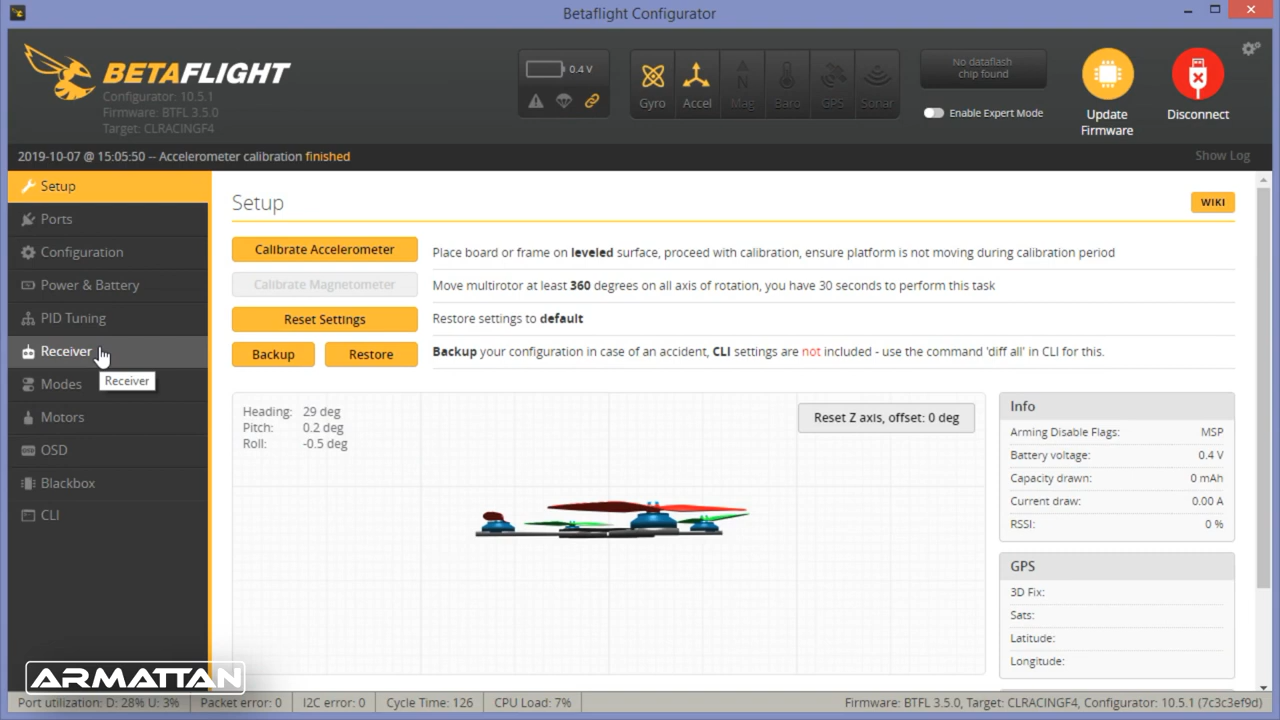 Betaflight Configurator
BETAFLIGHT
Configurator: 10.5.1
Firmware: BTFL 3.5.0
Target: CLRACINGF4
0.4 V
Gyro
Accel
Mag
Baro
GPS
Sonar
No dataflash
chip found
Enable Expert Mode
Update
Firmware
Disconnect
2019-10-07 @ 15:05:50 -- Accelerometer calibration finished
Show Log
Setup
Ports
Configuration
Power & Battery
PID Tuning
Receiver
Receiver
Modes
Motors
OSD
Blackbox
CLI
Setup
WIKI
Calibrate Accelerometer
Place board or frame on leveled surface, proceed with calibration, ensure platform is not moving during calibration period
Calibrate Magnetometer
Move multirotor at least 360 degrees on all axis of rotation, you have 30 seconds to perform this task
Reset Settings
Restore settings to default
Backup
Restore
Backup your configuration in case of an accident, CLI settings are not included - use the command 'diff all' in CLI for this.
Heading: 29 deg
Pitch: 0.2 deg
Roll: -0.5 deg
Reset Z axis, offset: 0 deg
Info
Arming Disable Flags: MSP
Battery voltage: 0.4 V
Capacity drawn: 0 mAh
Current draw: 0.00 A
RSSI: 0 %
GPS
3D Fix:
Sats:
Latitude:
Longitude:
ARMATTAN
Port utilization: D: 28% U: 3%
Packet error: 0
I2C error: 0
Cycle Time: 126
CPU Load: 7%
Firmware: BTFL 3.5.0, Target: CLRACINGF4, Configurator: 10.5.1 (7c3c3ef9d)